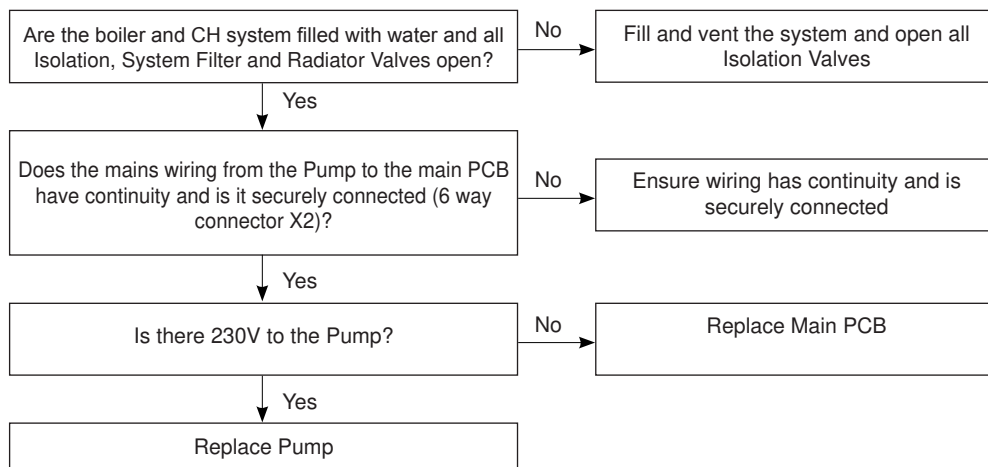 Are the boiler and CH system filled with water and all
Isolation, System Filter and Radiator Valves open?
No
Fill and vent the system and open all
Isolation Valves
Yes
Does the mains wiring from the Pump to the main PCB
have continuity and is it securely connected (6 way
connector X2)?
No
Ensure wiring has continuity and is
securely connected
Yes
Is there 230V to the Pump?
No
Replace Main PCB
Yes
Replace Pump